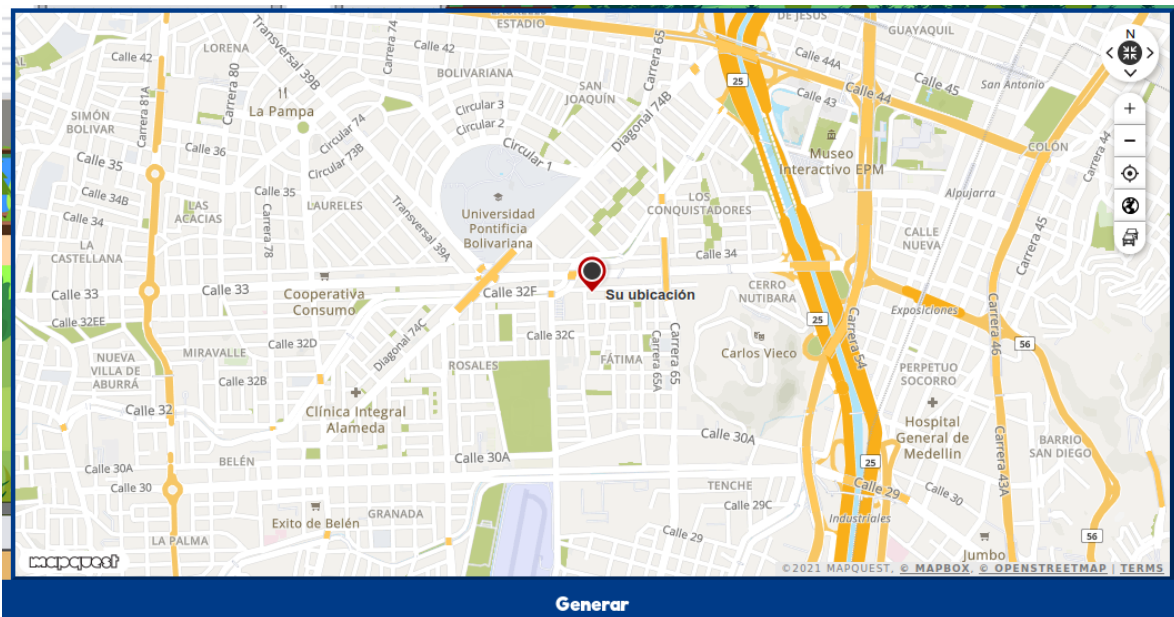 ESTADIO
DE JESÚS
GUAYAQUIL
N
Calle 42
LORENA
Transversal 39B
Carrera 74
Calle 42
Carrera 65
Calle 44A
Calle 44
Calle 45
San Antonio
BOLIVARIANA
SAN
JOAQUÍN
25
Calle 43
Carrera 81A
Carrera 80
La Pampa
Circular 3
Circular 2
Circular 1
Diagonal 74B
SIMÓN
BOLIVAR
Circular 74
Circular 73B
Calle 36
Calle 35
Museo
Interactivo EPM
COLÓN
Carrera 44
Calle 34B
Calle 34
LAS
ACACIAS
Calle 35
LAURELES
Carrera 78
Transversal 39A
Universidad
Pontificia
Bolivariana
LOS
CONQUISTADORES
Alpujarra
CALLE
NUEVA
Carrera 45
LA
CASTELLANA
Calle 34
Calle 33
Calle 33
Cooperativa
Consumo
Calle 32F
Su ubicación
CERRO
NUTIBARA
Exposiciones
Calle 32EE
Diagonal 74C
Calle 32C
25
Carrera 54
Carrera 46
56
NUEVA
VILLA DE
ABURRÁ
MIRAVALLE
Calle 32D
ROSALES
FÁTIMA
Carrera 65A
Carrera 65
Carlos Vieco
PERPETUO
SOCORRO
Calle 32B
Calle 32
Clínica Integral
Alameda
Hospital
General de
Medellin
Carrera 43A
BARRIO
SAN DIEGO
Calle 30A
Calle 30A
BELÉN
Calle 30A
25
Calle 30
TENCHE
Calle 29
Calle 30
Calle 29C
Exito de Belén
GRANADA
Industriales
LA PALMA
Calle 29
56
Jumbo
mapquest
©2021 MAPQUEST, © MAPBOX, © OPENSTREETMAP | TERMS
Generar